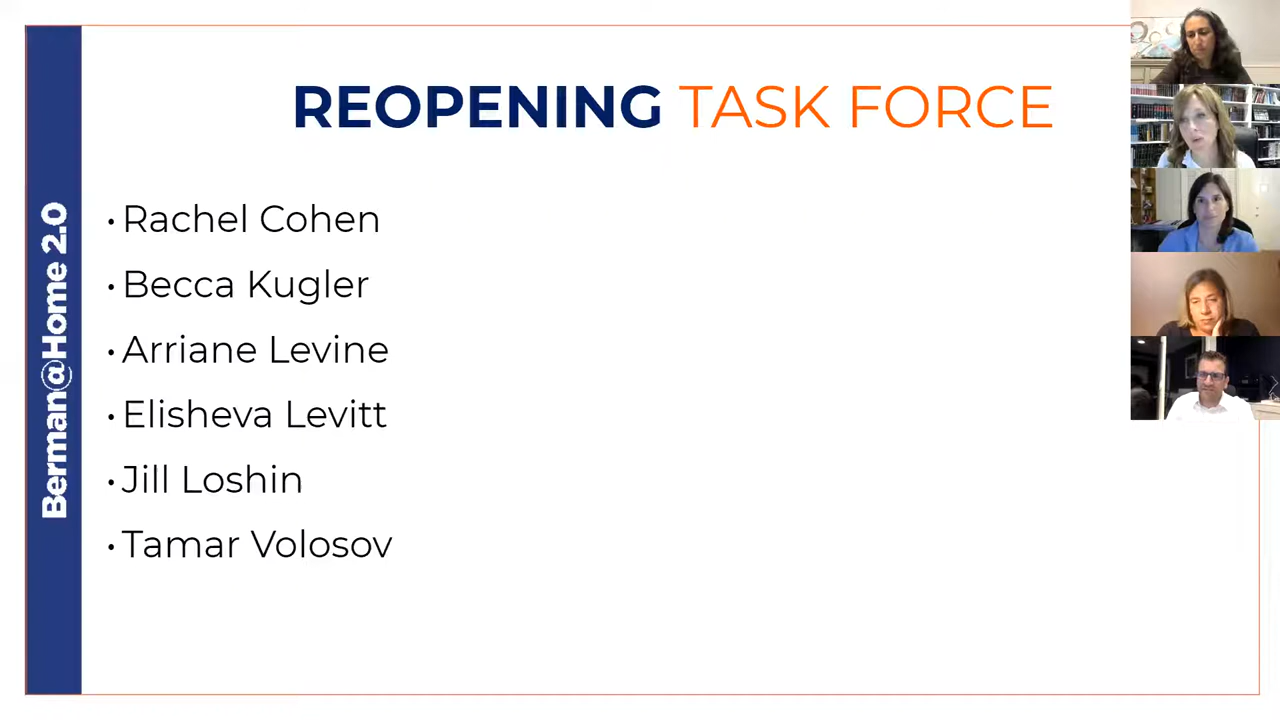 REOPENING TASK FORCE
Berman@Home 2.0
• Rachel Cohen
• Becca Kugler
• Arriane Levine
• Elisheva Levitt
• Jill Loshin
• Tamar Volosov